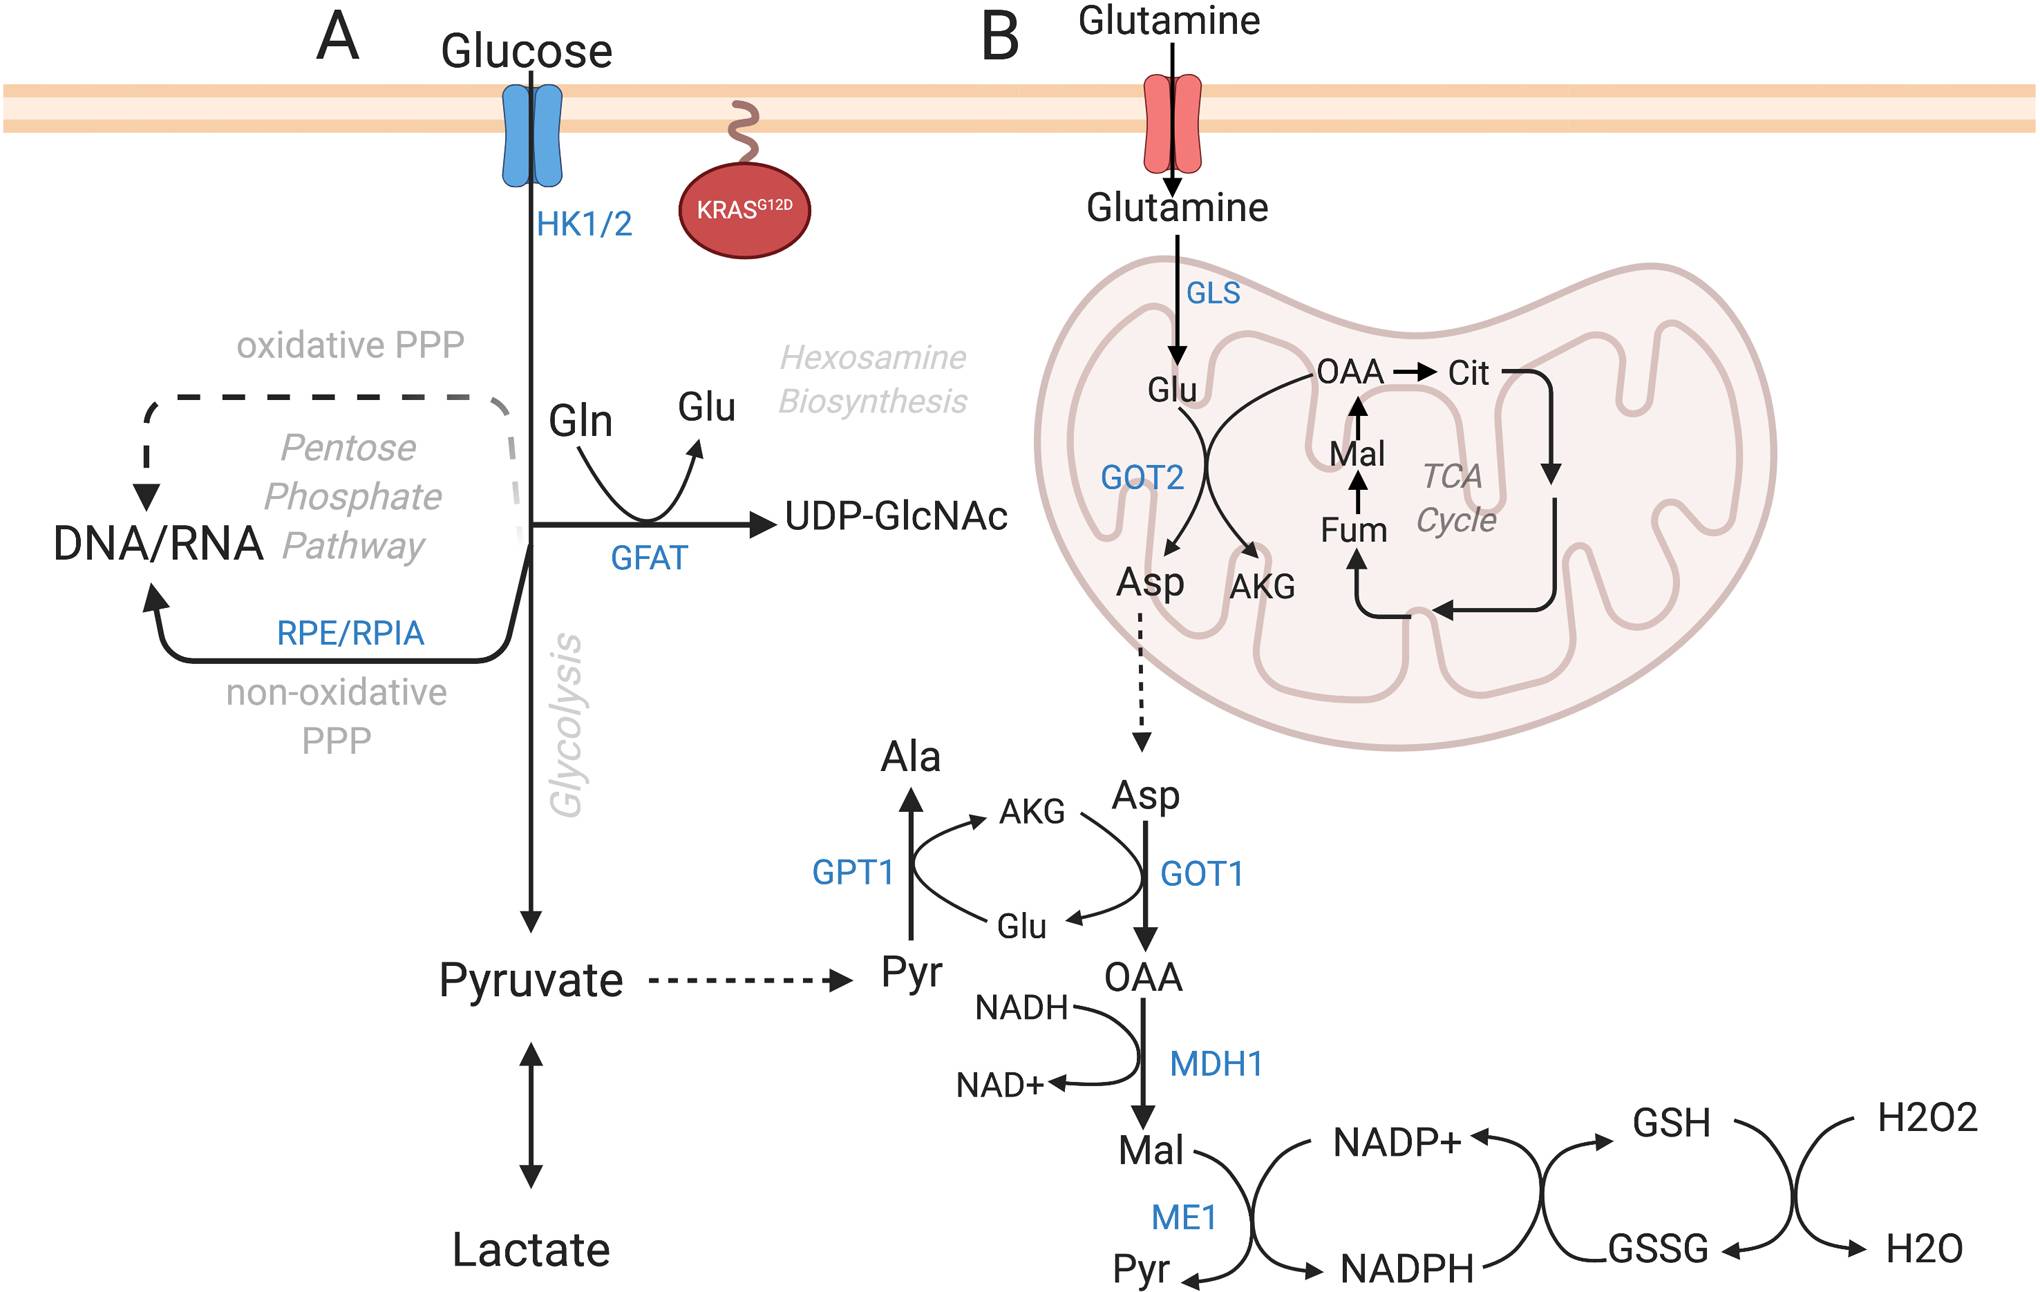 A
Glucose
HK1/2
KRASG12D
oxidative PPP
Pentose
Phosphate
Pathway
DNA/RNA
RPE/RPIA
non-oxidative
PPP
Gln
Glu
Hexosamine
Biosynthesis
UDP-GlcNAc
GFAT
Glycolysis
Pyruvate
Lactate
B
Glutamine
Glutamine
GLS
Glu
OAA
Cit
GOT2
Mal
TCA
Cycle
Fum
Asp
AKG
Ala
AKG
Asp
GPT1
GOT1
Glu
Pyr
OAA
NADH
MDH1
NAD+
Mal
NADP+
GSH
H2O2
ME1
Pyr
NADPH
GSSG
H2O